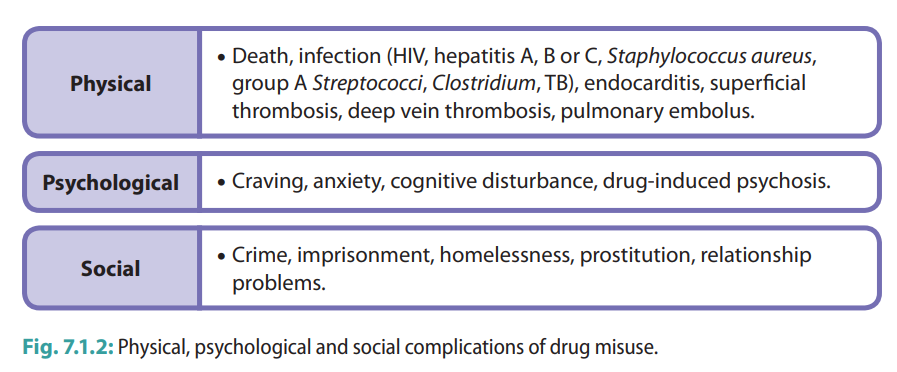 Physical
• Death, infection (HIV, hepatitis A, B or C, Staphylococcus aureus,
group A Streptococci, Clostridium, TB), endocarditis, superficial
thrombosis, deep vein thrombosis, pulmonary embolus.
Psychological
• Craving, anxiety, cognitive disturbance, drug-induced psychosis.
Social
• Crime, imprisonment, homelessness, prostitution, relationship
problems.
Fig. 7.1.2: Physical, psychological and social complications of drug misuse.